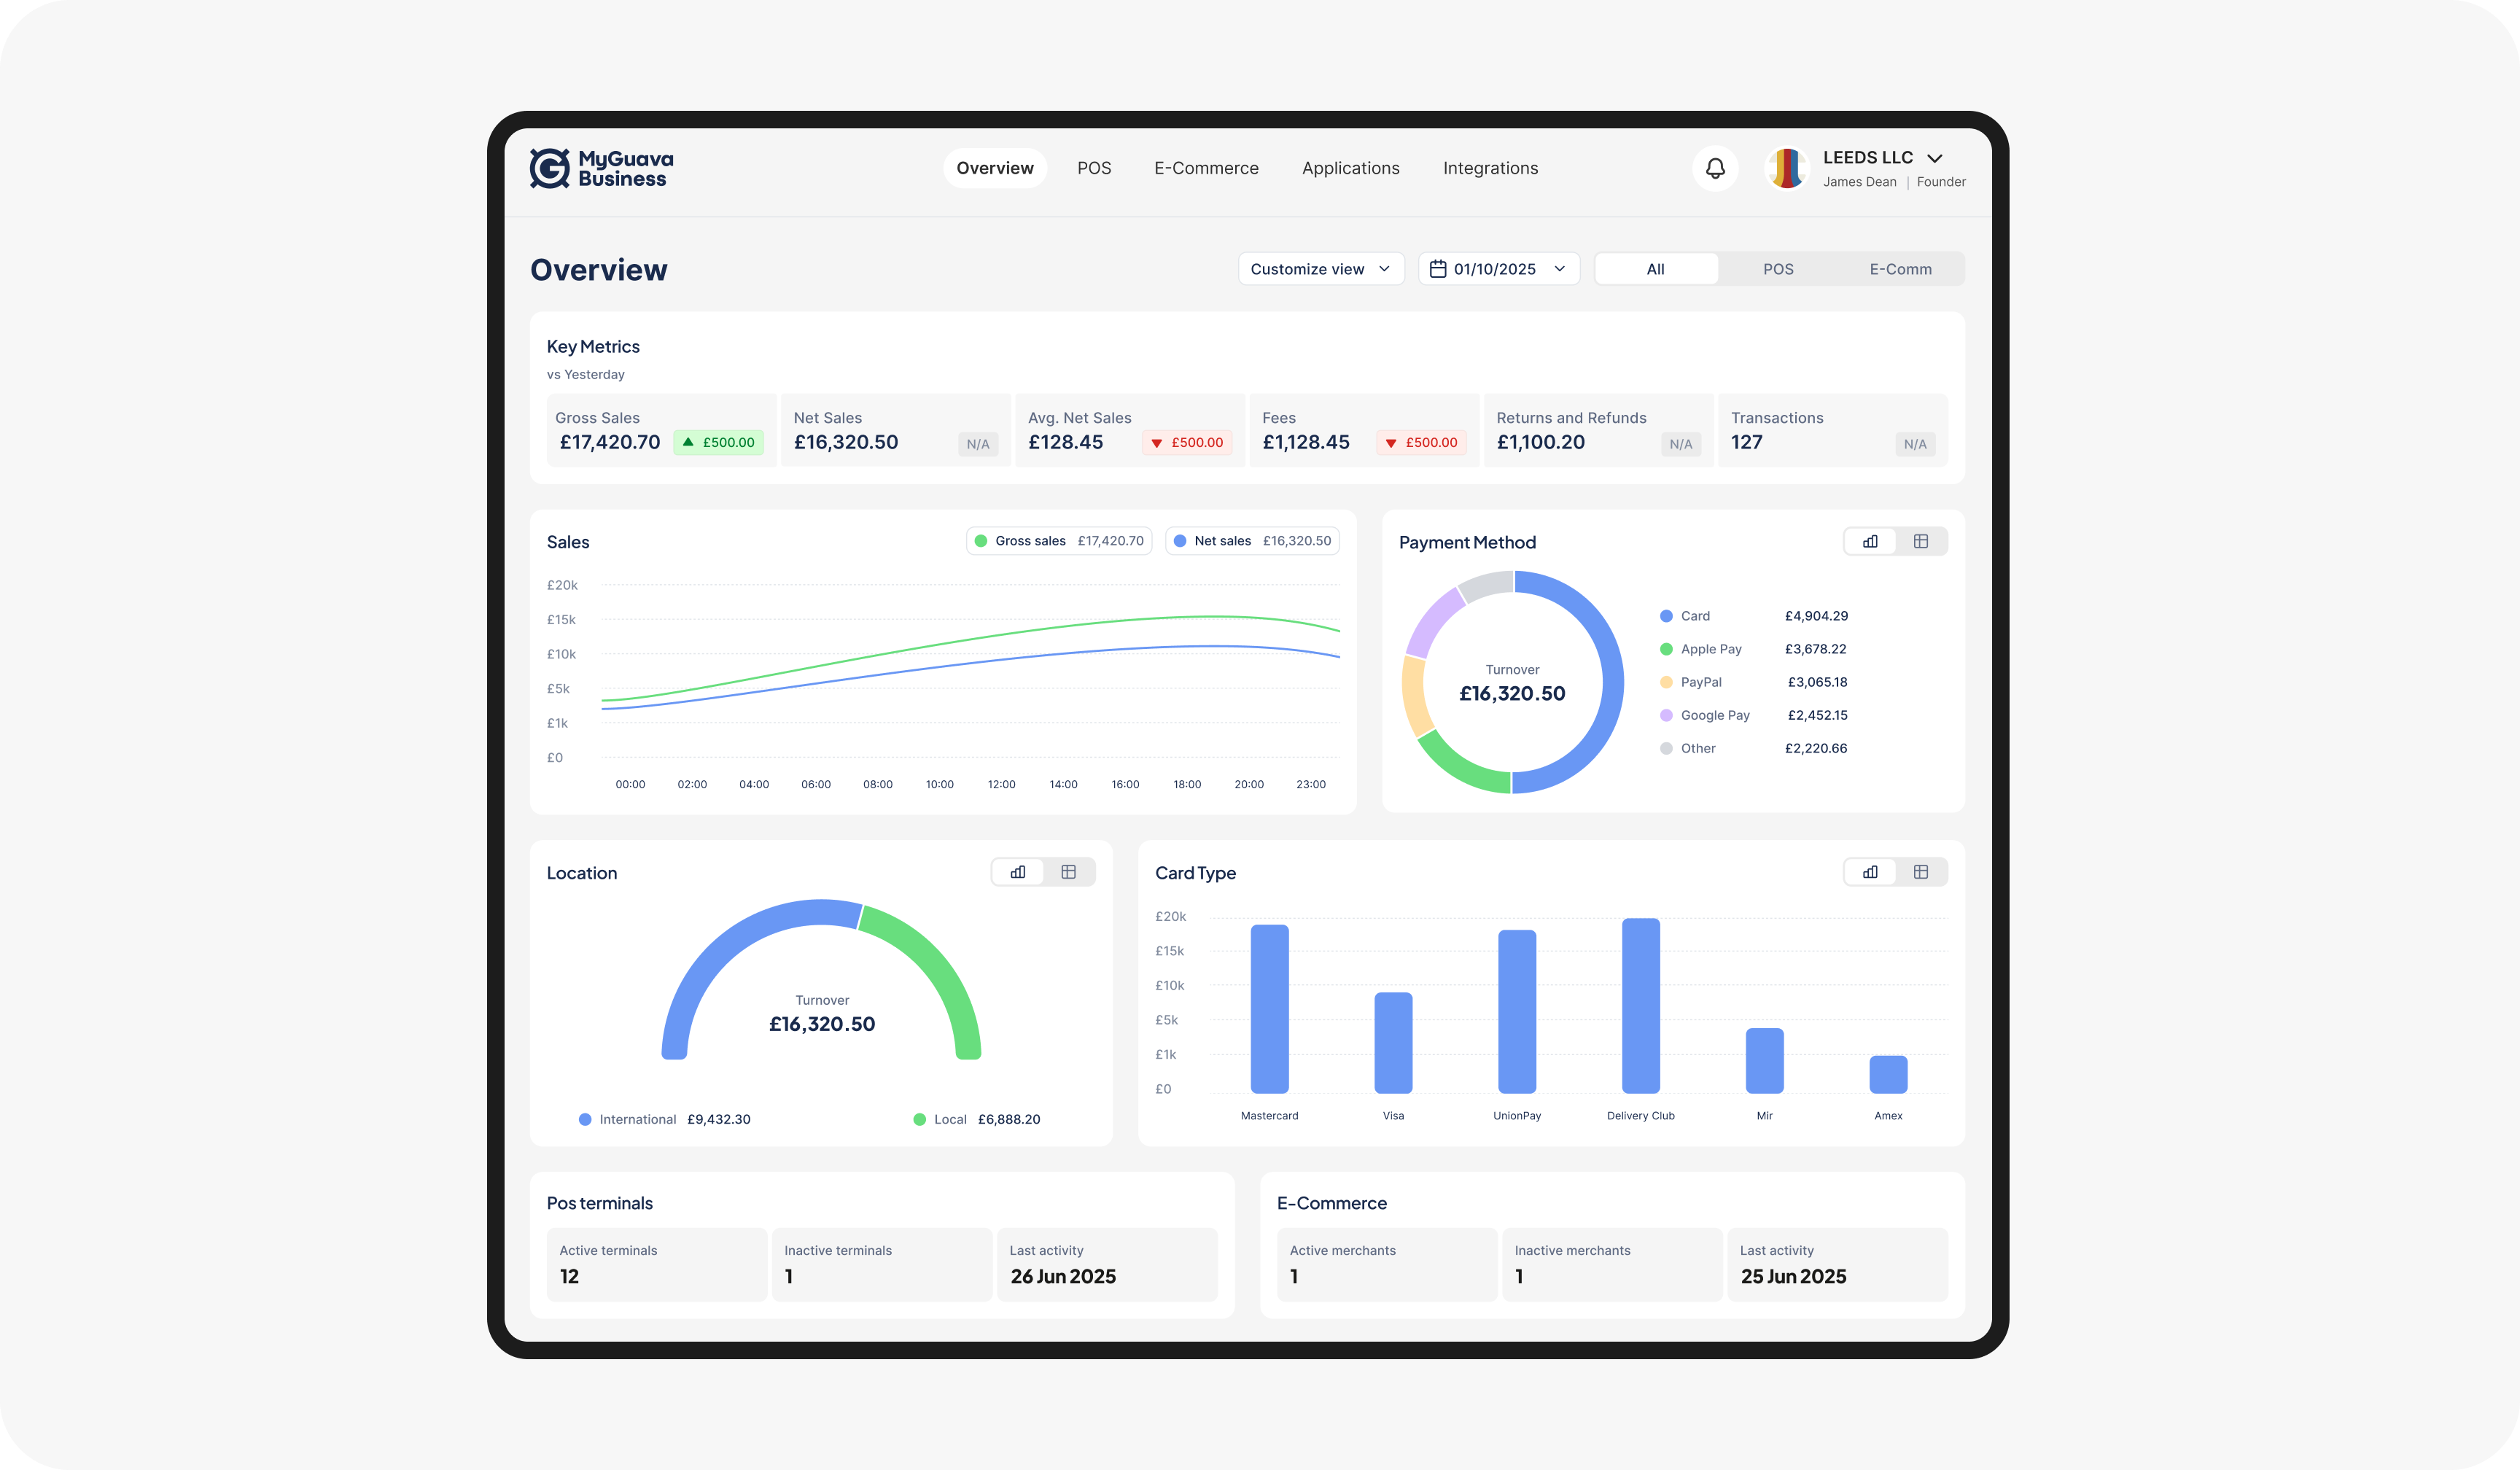 MyGuava
Business
Overview
POS
E-Commerce
Applications
Integrations
LEEDS LLC
James Dean | Founder
Overview
Customize view
01/10/2025
All
POS
E-Comm
Key Metrics
vs Yesterday
Gross Sales
£17,420.70
£500.00
Net Sales
£16,320.50
N/A
Avg. Net Sales
£128.45
£500.00
Fees
£1,128.45
£500.00
Returns and Refunds
£1,100.20
N/A
Transactions
127
N/A
Sales
Gross sales £17,420.70
Net sales £16,320.50
£20k
£15k
£10k
£5k
£1k
£0
00:00 02:00 04:00 06:00 08:00 10:00 12:00 14:00 16:00 18:00 20:00 23:00
Payment Method
Turnover
£16,320.50
Card £4,904.29
Apple Pay £3,678.22
PayPal £3,065.18
Google Pay £2,452.15
Other £2,220.66
Location
Turnover
£16,320.50
International £9,432.30
Local £6,888.20
Card Type
£20k
£15k
£10k
£5k
£1k
£0
Mastercard Visa UnionPay Delivery Club Mir Amex
Pos terminals
Active terminals
12
Inactive terminals
1
Last activity
26 Jun 2025
E-Commerce
Active merchants
1
Inactive merchants
1
Last activity
25 Jun 2025